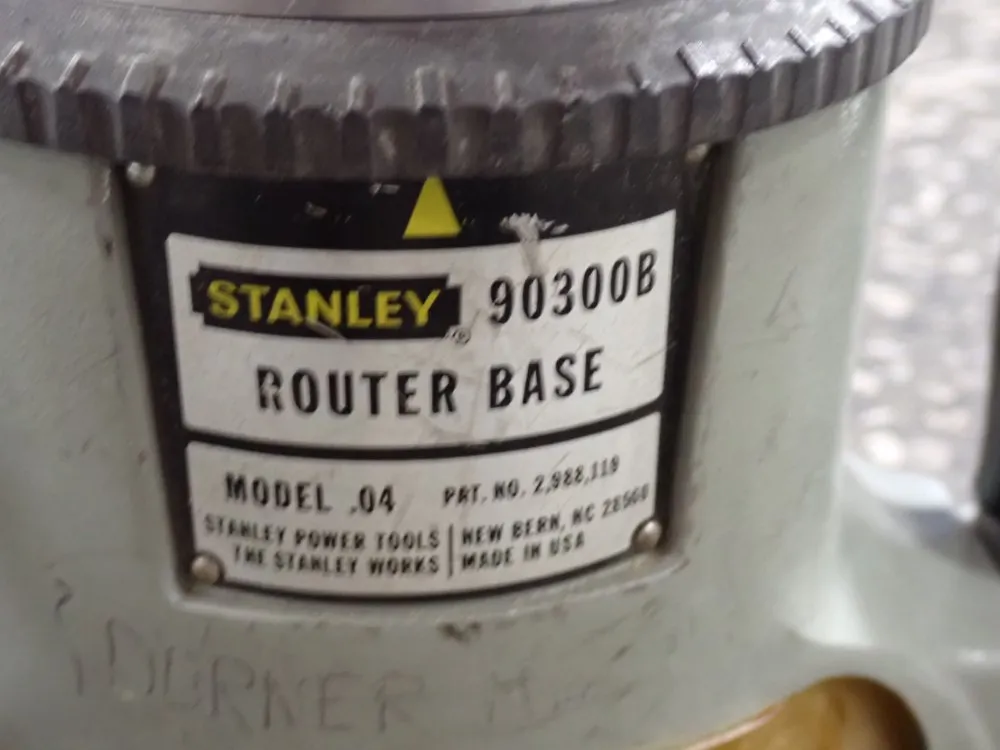 STANLEY® 90300B
ROUTER BASE
MODEL .04 PAT. NO. 2,988,119
STANLEY POWER TOOLS NEW BERN, NC 28560
THE STANLEY WORKS MADE IN USA